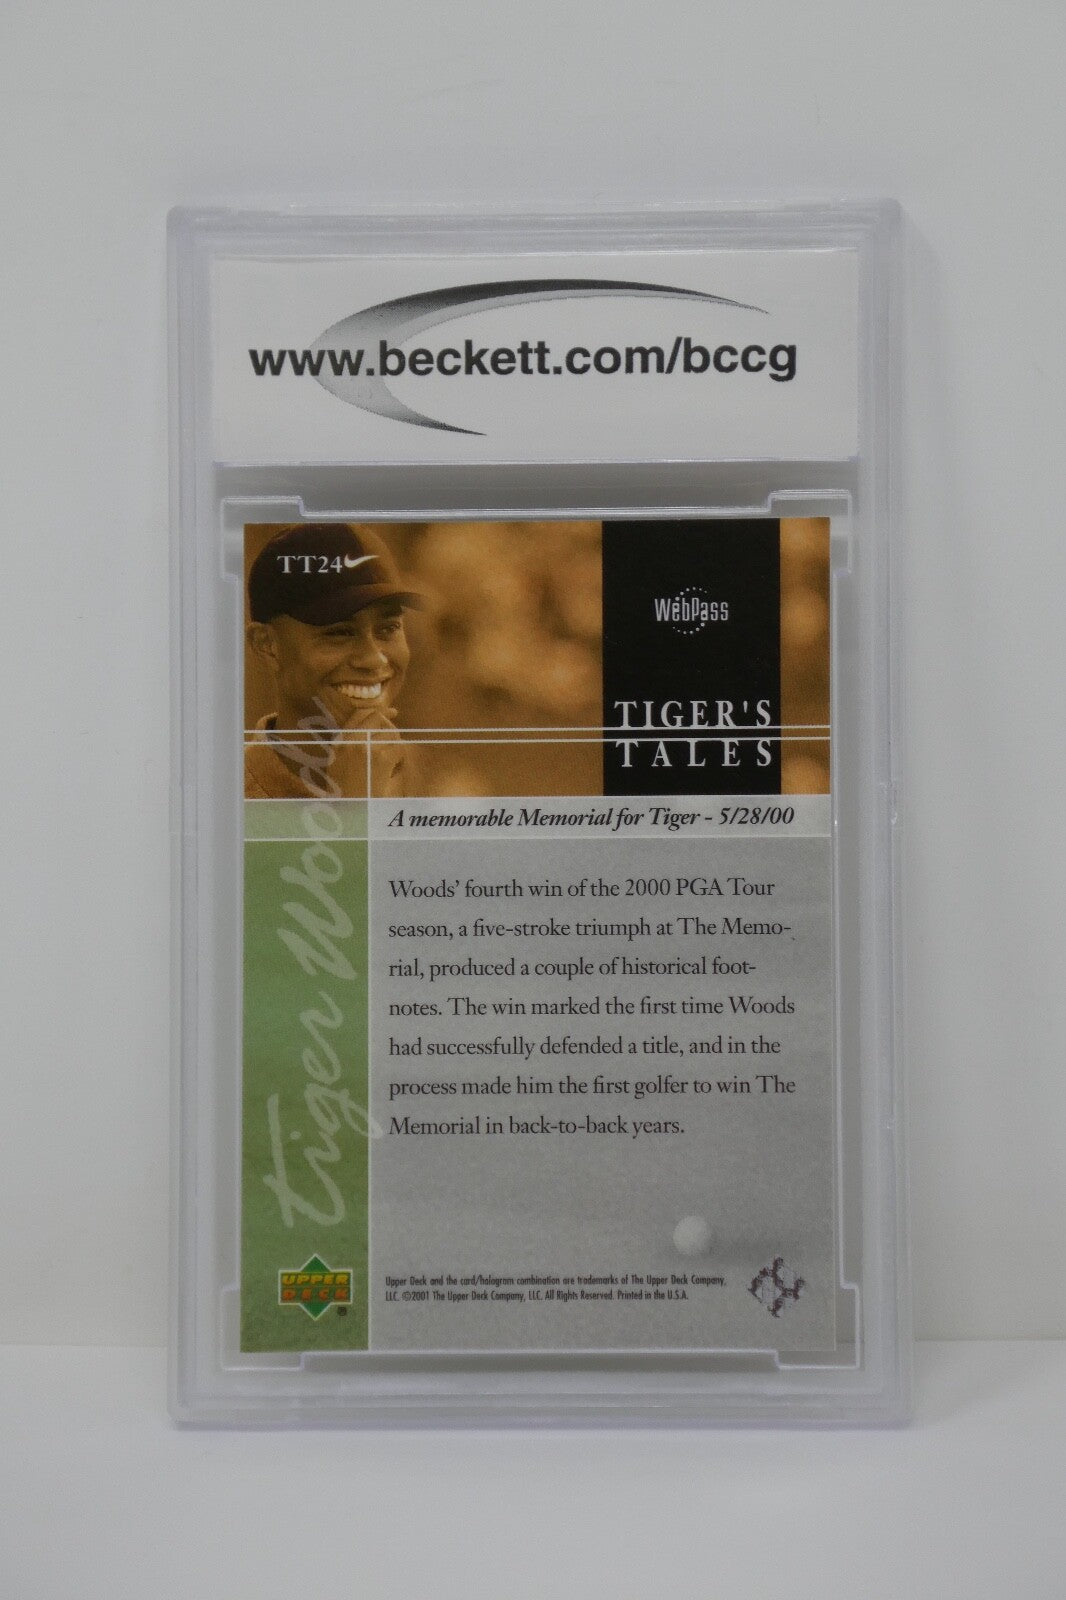 www.beckett.com/bccg
TT24
WebPass
TIGER'S
TALES
A memorable Memorial for Tiger - 5/28/00
Woods' fourth win of the 2000 PGA Tour
season, a five-stroke triumph at The Memo-
rial, produced a couple of historical foot-
notes. The win marked the first time Woods
had successfully defended a title, and in the
process made him the first golfer to win The
Memorial in back-to-back years.
Tiger Woods
UPPER
DECK
Upper Deck and the card/hologram combination are trademarks of The Upper Deck Company,
LLC. ©2001 The Upper Deck Company, LLC. All Rights Reserved. Printed in the U.S.A.